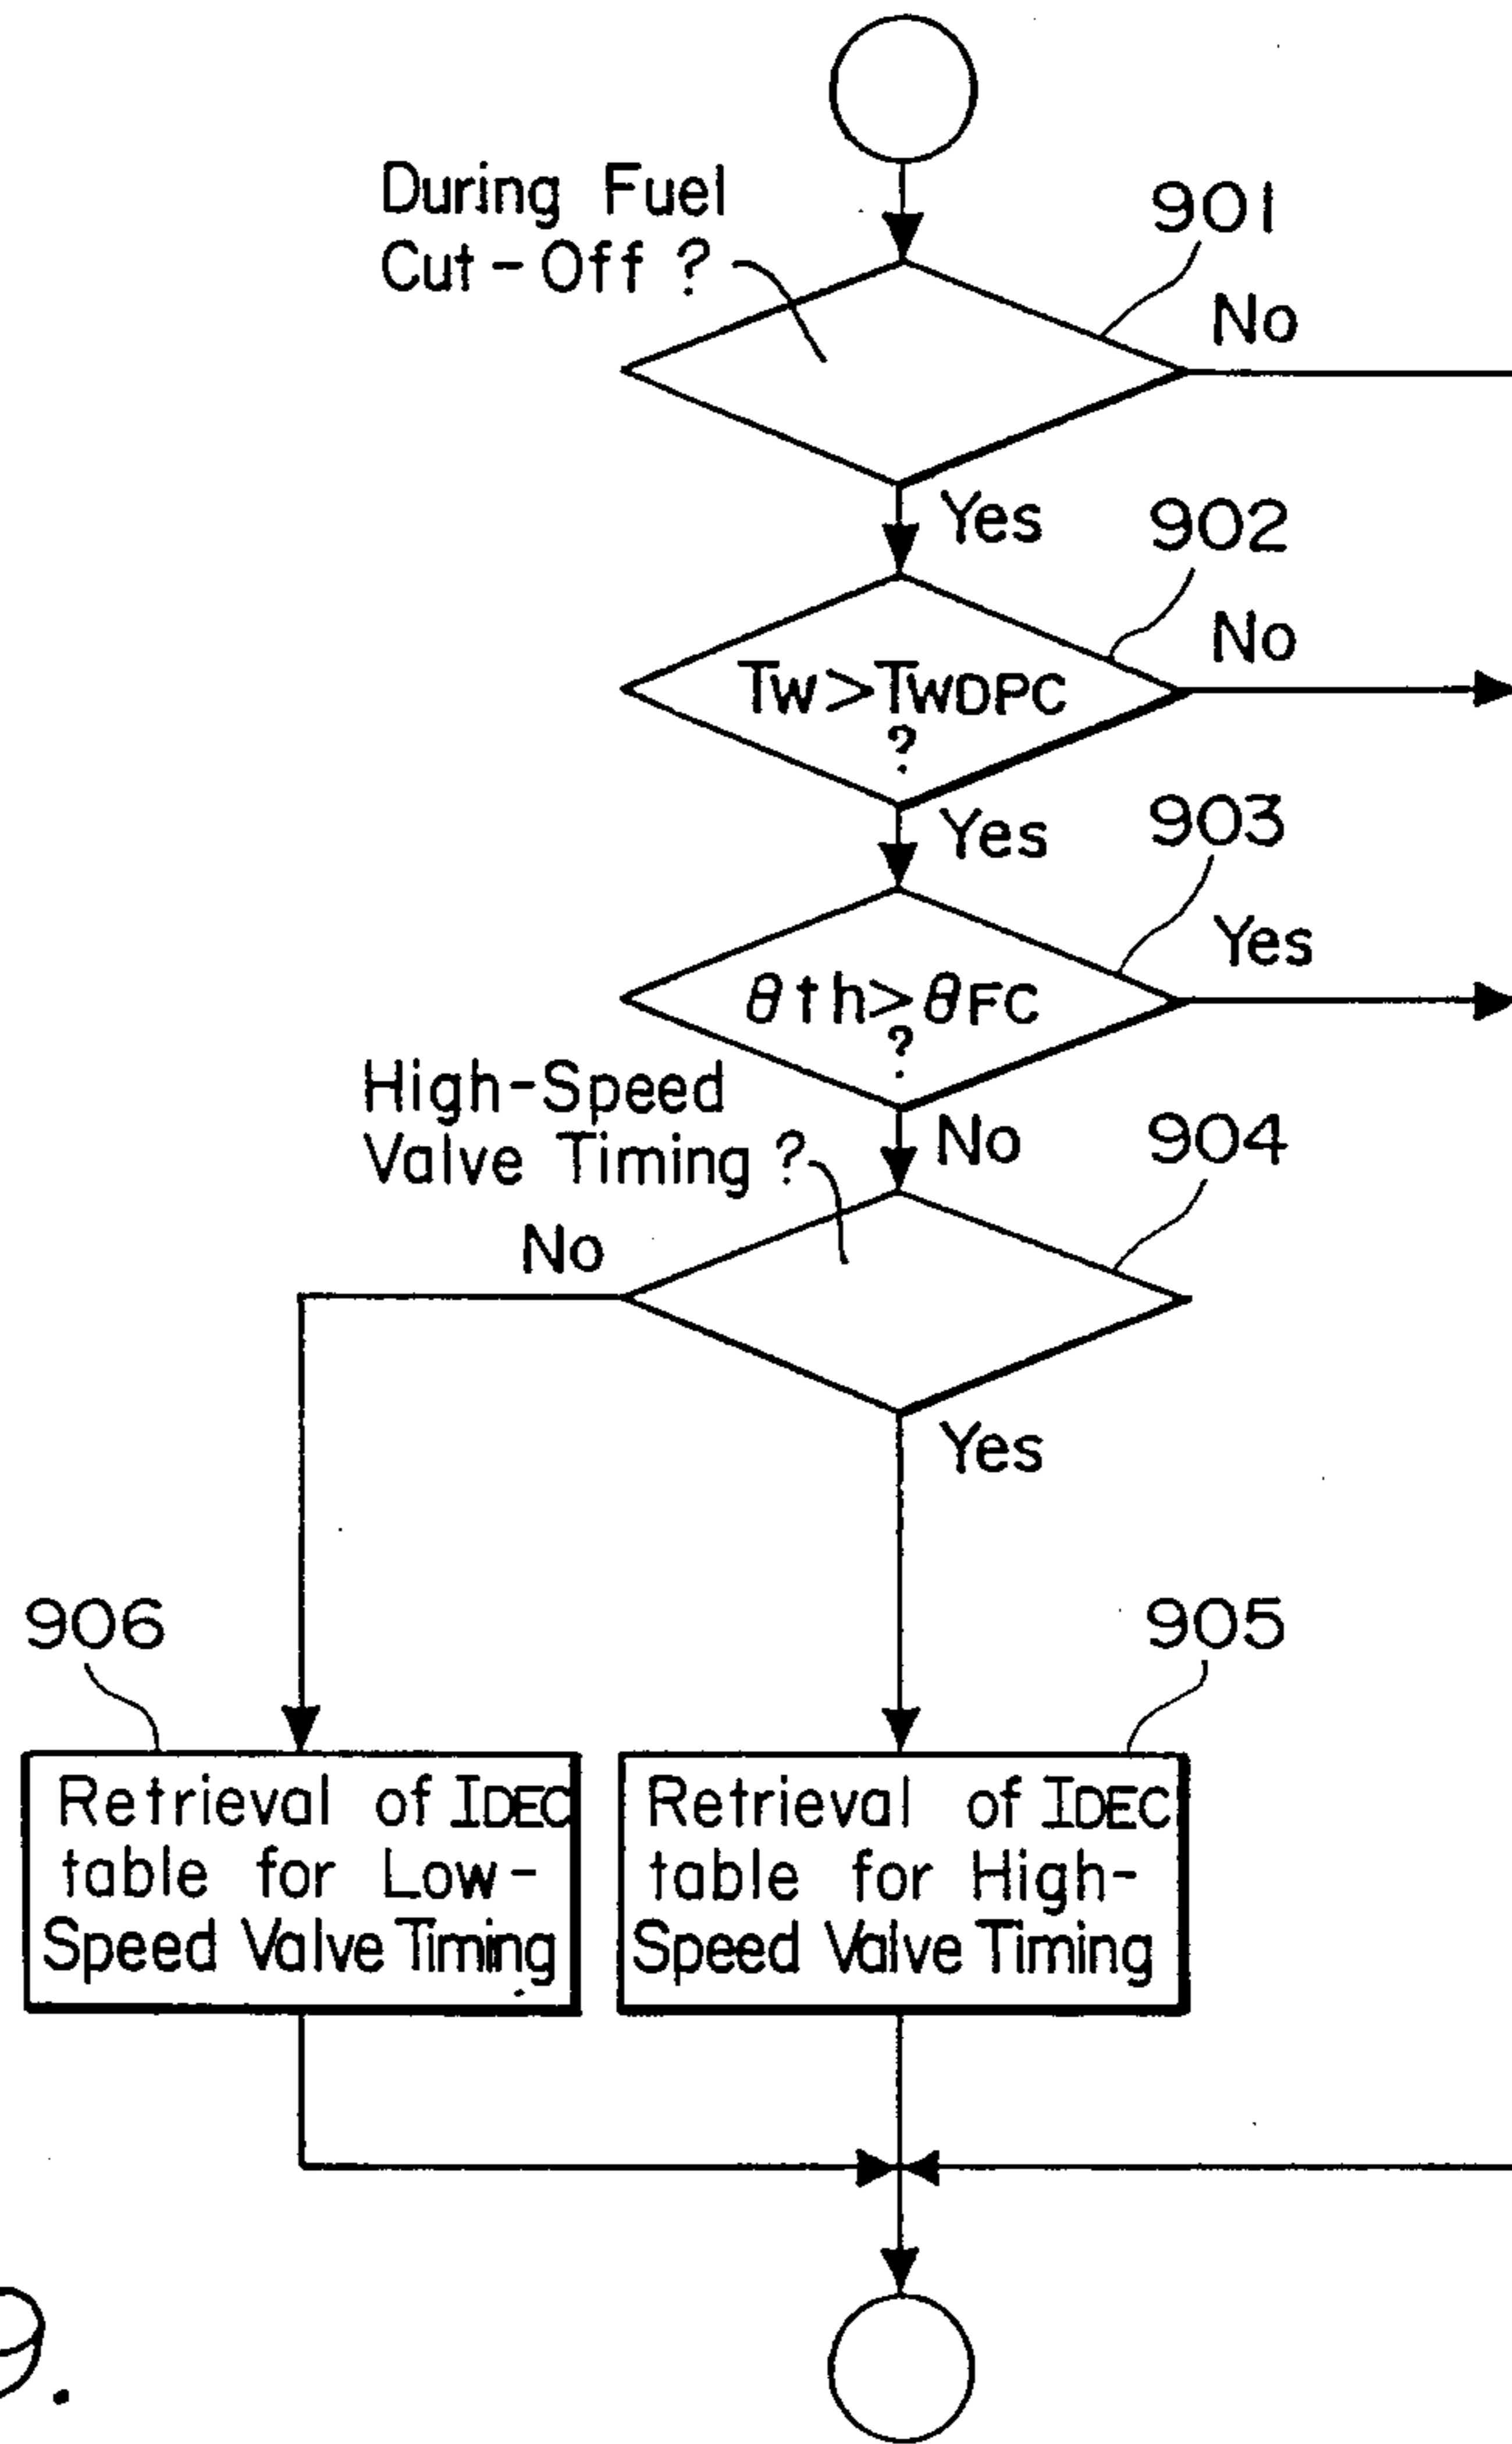 During Fuel
Cut-Off ?
901
No
Yes
902
TW>TWDPC
?
No
Yes
903
θth>θFC
?
Yes
High-Speed
Valve Timing ?
No
904
No
Yes
906
905
Retrieval of IDEC
table for Low-
Speed Valve Timing
Retrieval of IDEC
table for High-
Speed Valve Timing